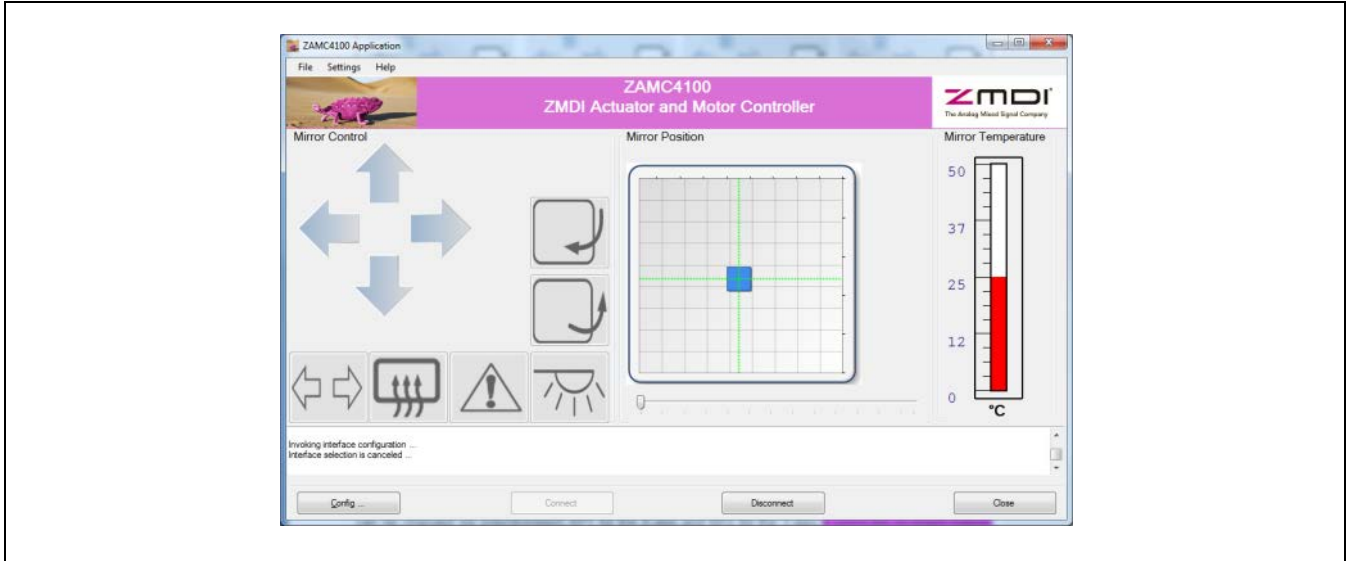 ZAMC4100 Application
File Settings Help
ZAMC4100
ZMDI Actuator and Motor Controller
ZMDI
The Analog Mixed Signal Company
Mirror Control
Mirror Position
Mirror Temperature
50
37
25
12
0
°C
Invoking interface configuration ...
Interface selection is canceled ...
Config ...
Connect
Disconnect
Close